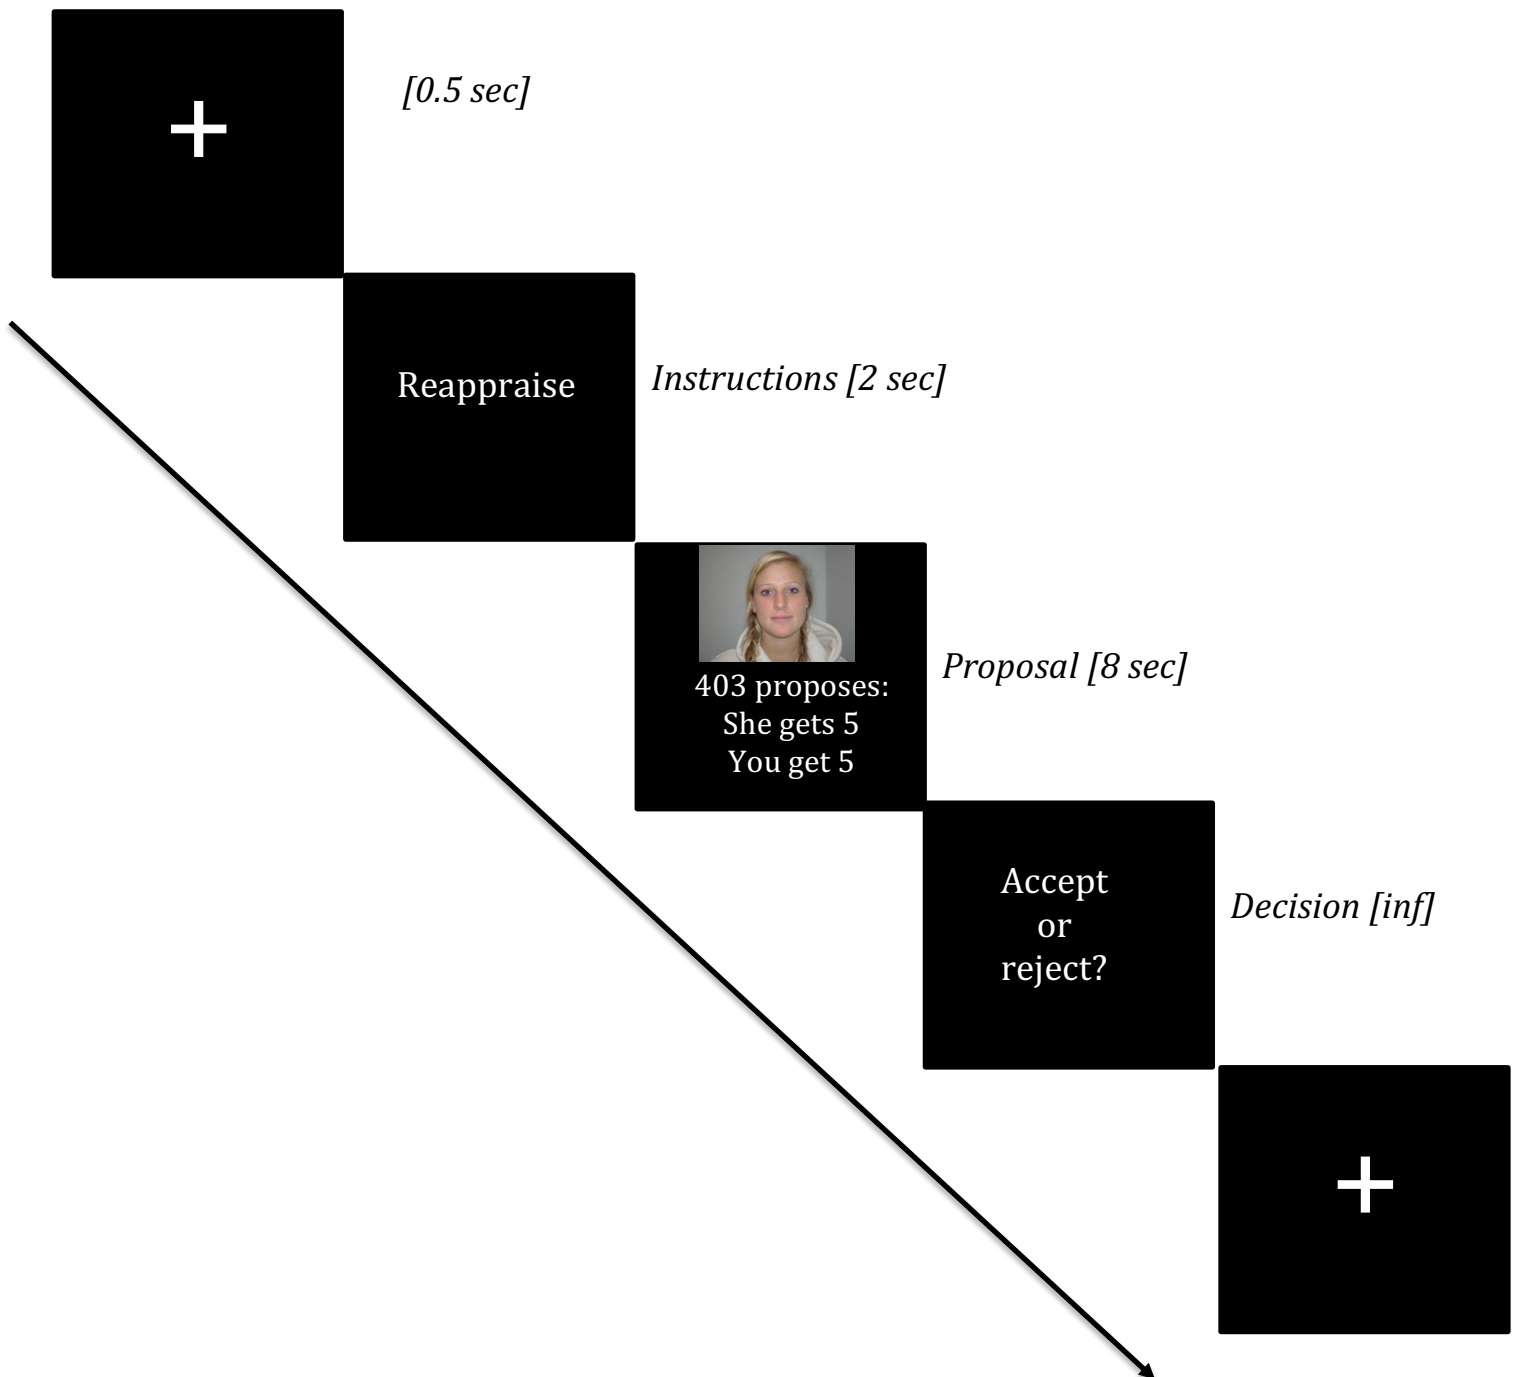 [0.5 sec]
Reappraise
Instructions [2 sec]
403 proposes:
She gets 5
You get 5
Proposal [8 sec]
Accept
or
reject?
Decision [inf]